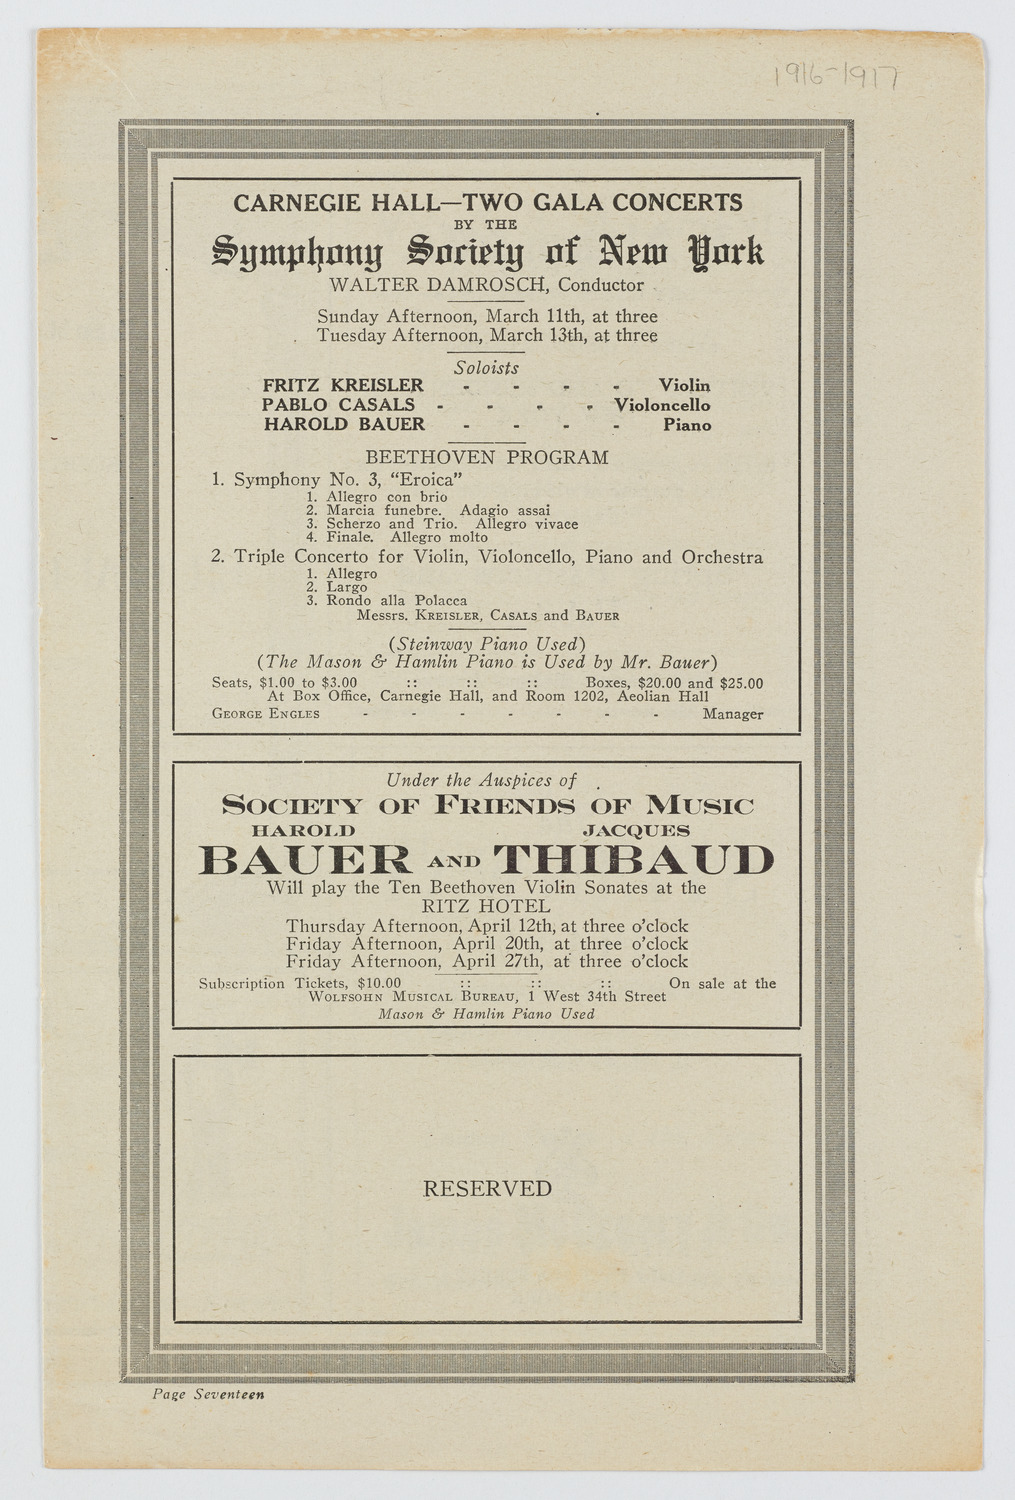 1916-1917
CARNEGIE HALL—TWO GALA CONCERTS
BY THE
Symphony Society of New York
WALTER DAMROSCH, Conductor
Sunday Afternoon, March 11th, at three
Tuesday Afternoon, March 13th, at three
Soloists
FRITZ KREISLER - - - - Violin
PABLO CASALS - - - - Violoncello
HAROLD BAUER - - - - Piano
BEETHOVEN PROGRAM
1. Symphony No. 3, “Eroica”
1. Allegro con brio
2. Marcia funebre. Adagio assai
3. Scherzo and Trio. Allegro vivace
4. Finale. Allegro molto
2. Triple Concerto for Violin, Violoncello, Piano and Orchestra
1. Allegro
2. Largo
3. Rondo alla Polacca
Messrs. KREISLER, CASALS and BAUER
(Steinway Piano Used)
(The Mason & Hamlin Piano is Used by Mr. Bauer)
Seats, $1.00 to $3.00 :: :: :: Boxes, $20.00 and $25.00
At Box Office, Carnegie Hall, and Room 1202, Aeolian Hall
GEORGE ENGLES - - - - - - - Manager
Under the Auspices of
SOCIETY OF FRIENDS OF MUSIC
HAROLD JACQUES
BAUER AND THIBAUD
Will play the Ten Beethoven Violin Sonates at the
RITZ HOTEL
Thursday Afternoon, April 12th, at three o’clock
Friday Afternoon, April 20th, at three o’clock
Friday Afternoon, April 27th, at three o’clock
Subscription Tickets, $10.00 :: :: :: On sale at the
WOLFSOHN MUSICAL BUREAU, 1 West 34th Street
Mason & Hamlin Piano Used
RESERVED
Page Seventeen